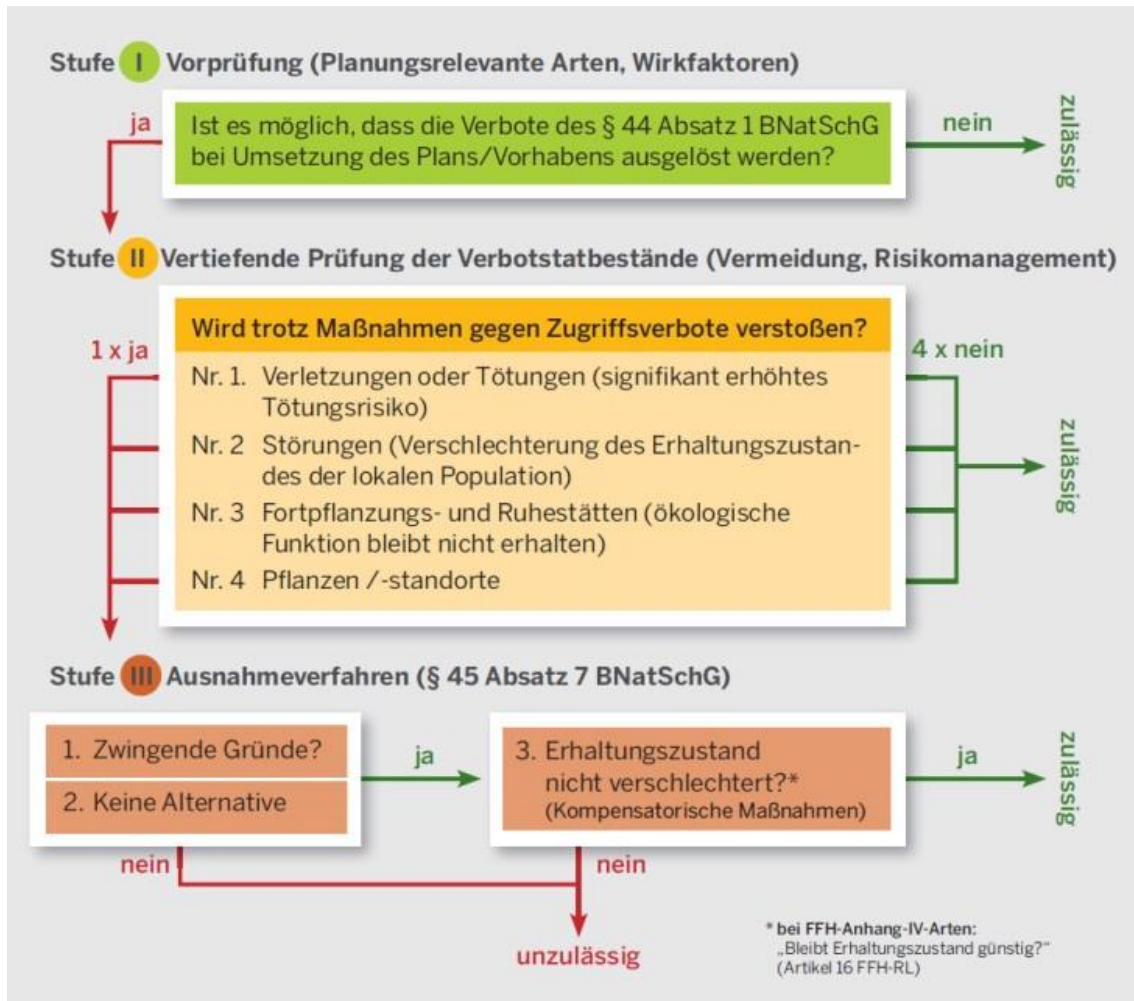 Stufe I Vorprüfung (Planungsrelevante Arten, Wirkfaktoren)
ja
Ist es möglich, dass die Verbote des § 44 Absatz 1 BNatSchG
bei Umsetzung des Plans/Vorhabens ausgelöst werden?
nein
zulässig
Stufe II Vertiefende Prüfung der Verbotstatbestände (Vermeidung, Risikomanagement)
Wird trotz Maßnahmen gegen Zugriffsverbote verstoßen?
1 x ja
4 x nein
Nr. 1. Verletzungen oder Tötungen (signifikant erhöhtes
Tötungsrisiko)
Nr. 2 Störungen (Verschlechterung des Erhaltungszustan-
des der lokalen Population)
Nr. 3 Fortpflanzungs- und Ruhestätten (ökologische
Funktion bleibt nicht erhalten)
Nr. 4 Pflanzen /-standorte
zulässig
Stufe III Ausnahmeverfahren (§ 45 Absatz 7 BNatSchG)
1. Zwingende Gründe?
2. Keine Alternative
ja
3. Erhaltungszustand
nicht verschlechtert?*
(Kompensatorische Maßnahmen)
ja
zulässig
nein
nein
unzulässig
* bei FFH-Anhang-IV-Arten:
„Bleibt Erhaltungszustand günstig?"
(Artikel 16 FFH-RL)